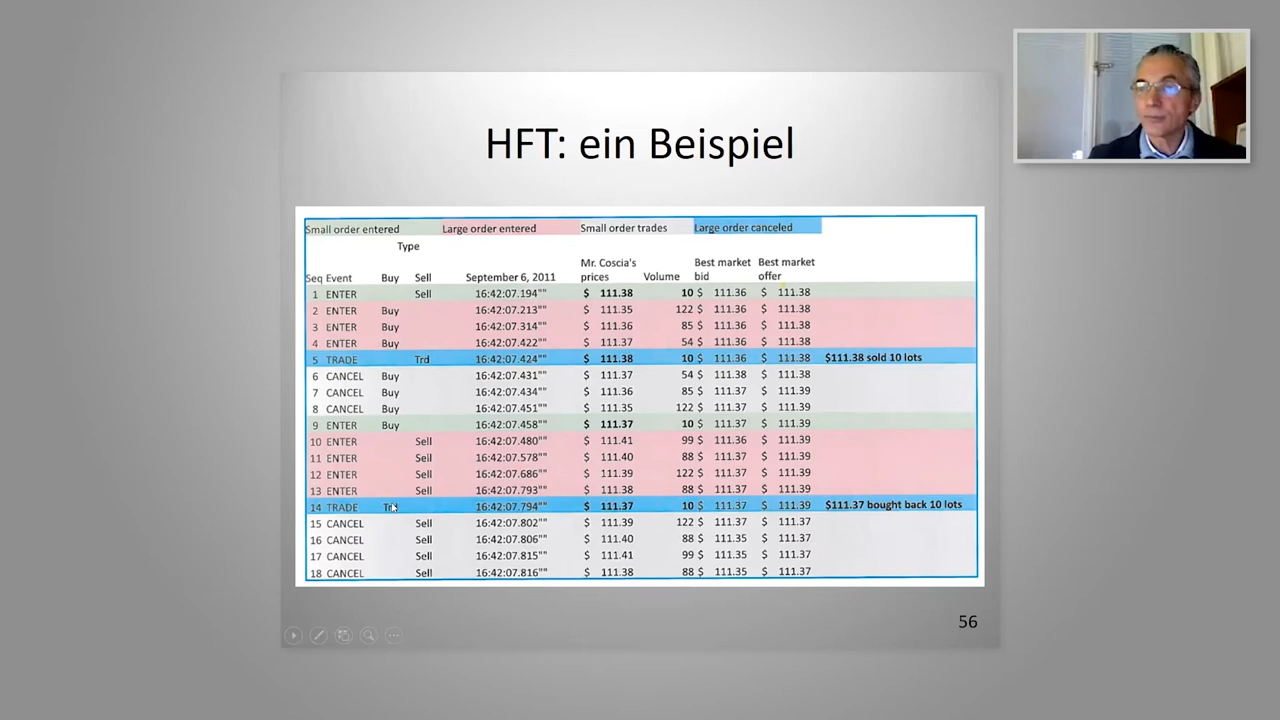 HFT: ein Beispiel
Small order entered Large order entered Small order trades Large order canceled
Type
Mr. Coscia's Best market Best market
Seq Event Buy Sell September 6, 2011 prices Volume bid offer
1 ENTER Sell 16:42:07.194"" $ 111.38 10 $ 111.36 $ 111.38
2 ENTER Buy 16:42:07.213"" $ 111.35 122 $ 111.36 $ 111.38
3 ENTER Buy 16:42:07.314"" $ 111.36 85 $ 111.36 $ 111.38
4 ENTER Buy 16:42:07.422"" $ 111.37 54 $ 111.36 $ 111.38
5 TRADE Trd 16:42:07.424"" $ 111.38 10 $ 111.36 $ 111.38 $111.38 sold 10 lots
6 CANCEL Buy 16:42:07.431"" $ 111.37 54 $ 111.38 $ 111.38
7 CANCEL Buy 16:42:07.434"" $ 111.36 85 $ 111.37 $ 111.39
8 CANCEL Buy 16:42:07.451"" $ 111.35 122 $ 111.37 $ 111.39
9 ENTER Buy 16:42:07.458"" $ 111.37 10 $ 111.37 $ 111.39
10 ENTER Sell 16:42:07.480"" $ 111.41 99 $ 111.36 $ 111.39
11 ENTER Sell 16:42:07.578"" $ 111.40 88 $ 111.37 $ 111.39
12 ENTER Sell 16:42:07.686"" $ 111.39 122 $ 111.37 $ 111.39
13 ENTER Sell 16:42:07.793"" $ 111.38 88 $ 111.37 $ 111.39
14 TRADE Trd 16:42:07.794"" $ 111.37 10 $ 111.37 $ 111.39 $111.37 bought back 10 lots
15 CANCEL Sell 16:42:07.802"" $ 111.39 122 $ 111.37 $ 111.37
16 CANCEL Sell 16:42:07.806"" $ 111.40 88 $ 111.35 $ 111.37
17 CANCEL Sell 16:42:07.815"" $ 111.41 99 $ 111.35 $ 111.37
18 CANCEL Sell 16:42:07.816"" $ 111.38 88 $ 111.35 $ 111.37
56